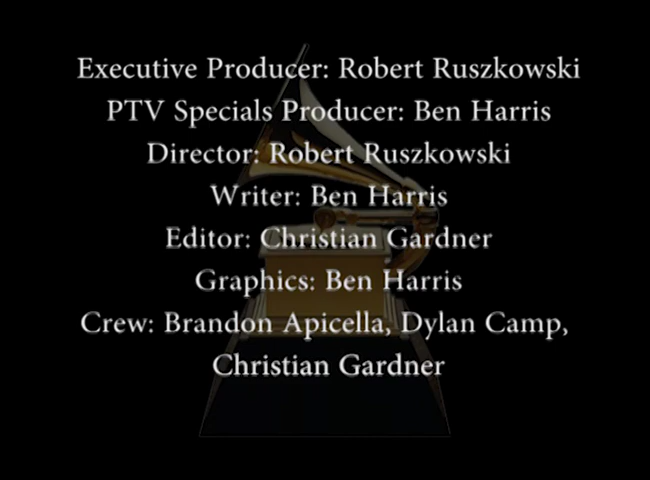 Executive Producer: Robert Ruszkowski
PTV Specials Producer: Ben Harris
Director: Robert Ruszkowski
Writer: Ben Harris
Editor: Christian Gardner
Graphics: Ben Harris
Crew: Brandon Apicella, Dylan Camp,
Christian Gardner